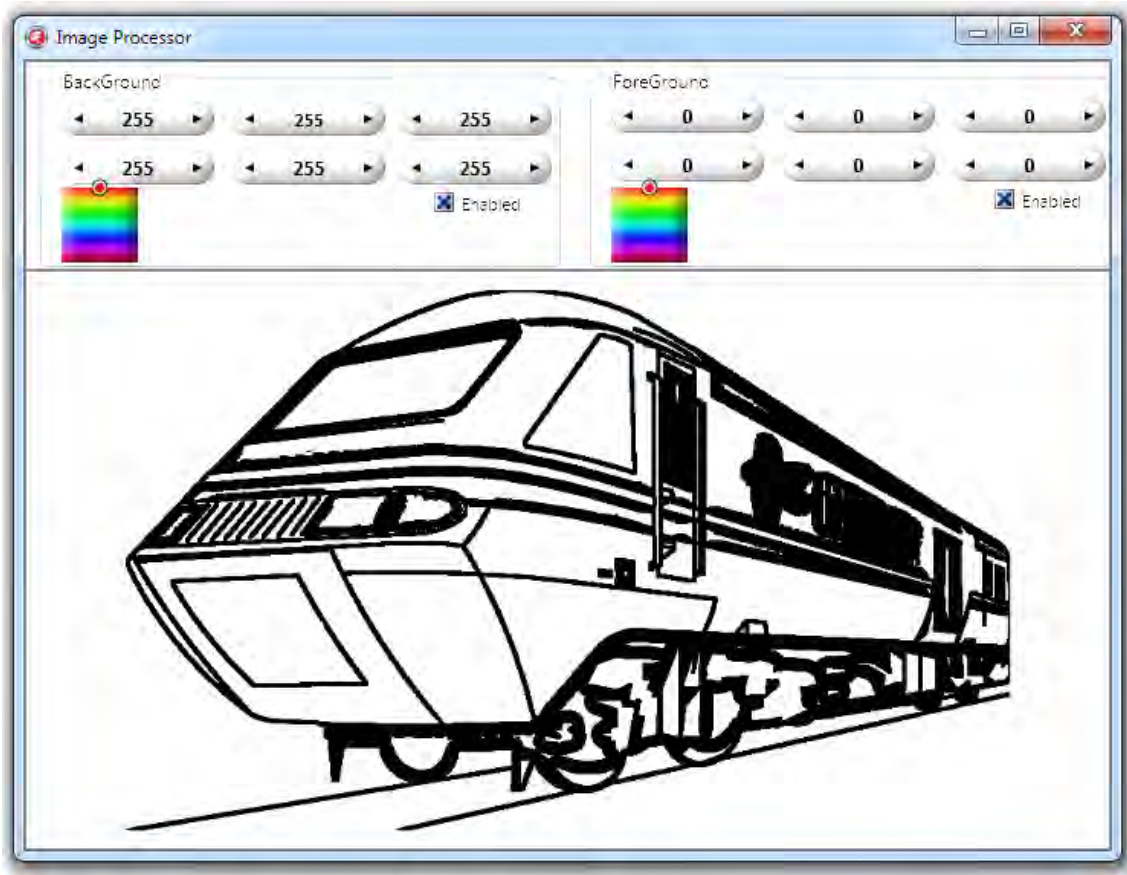 Image Processor
BackGround
ForeGround
255 255 255 0 0 0
255 255 255 0 0 0
Enabled
Enabled